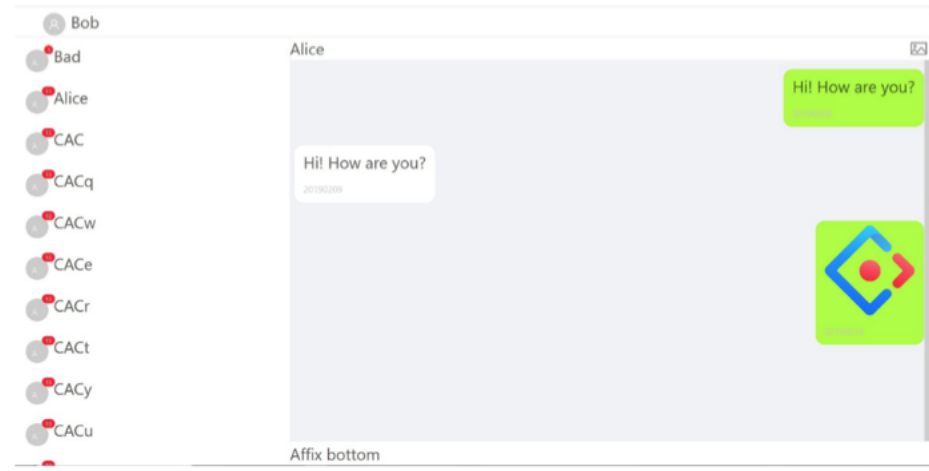 Bob
Bad
Alice
CAC
CACq
CACw
CACe
CACr
CACt
CACy
CACu
Alice
Hi! How are you?
Hi! How are you?
20190209
Affix bottom